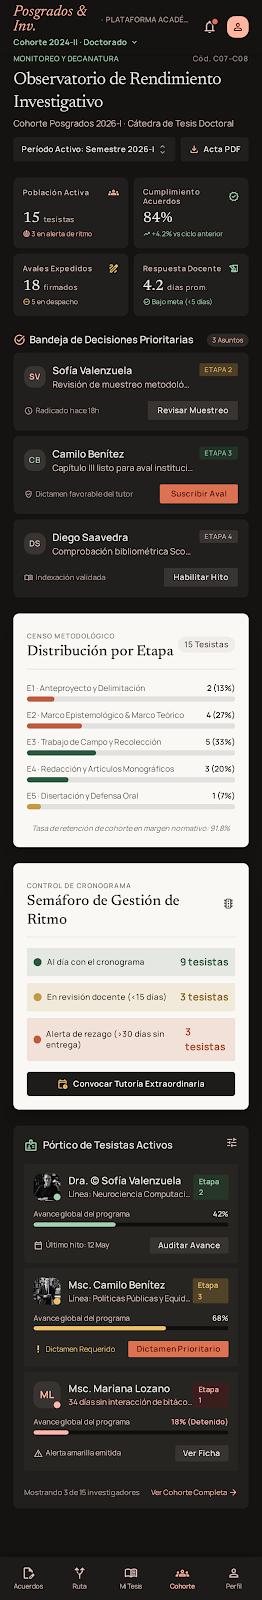 Posgrados & Inv.
· PLATAFORMA ACADÉ...
Cohorte 2024-II · Doctorado
MONITOREO Y DECANATURA
Cód. C07-C08
Observatorio de Rendimiento Investigativo
Cohorte Posgrados 2026-I · Cátedra de Tesis Doctoral
Período Activo: Semestre 2026-I
Acta PDF
Población Activa
15 tesistas
3 en alerta de ritmo
Cumplimiento Acuerdos
84%
+4.2% vs ciclo anterior
Avales Expedidos
18 firmados
5 en despacho
Respuesta Docente
4.2 días prom.
Bajo meta (<5 días)
Bandeja de Decisiones Prioritarias
3 Asuntos
SV
Sofía Valenzuela
ETAPA 2
Revisión de muestreo metodoló...
Radicado hace 18h
Revisar Muestreo
CB
Camilo Benítez
ETAPA 3
Capítulo III listo para aval instituci...
Dictamen favorable del tutor
Suscribir Aval
DS
Diego Saavedra
ETAPA 4
Comprobación bibliométrica Sco...
Indexación validada
Habilitar Hito
CENSO METODOLÓGICO
Distribución por Etapa
15 Tesistas
E1 · Anteproyecto y Delimitación
2 (13%)
E2 · Marco Epistemológico & Marco Teórico
4 (27%)
E3 · Trabajo de Campo y Recolección
5 (33%)
E4 · Redacción y Artículos Monográficos
3 (20%)
E5 · Disertación y Defensa Oral
1 (7%)
Tasa de retención de cohorte en margen normativo: 91.8%
CONTROL DE CRONOGRAMA
Semáforo de Gestión de Ritmo
Al día con el cronograma
9 tesistas
En revisión docente (<15 días)
3 tesistas
Alerta de rezago (>30 días sin entrega)
3 tesistas
Convocar Tutoría Extraordinaria
Pórtico de Tesistas Activos
Dra. © Sofía Valenzuela
Etapa 2
Línea: Neurociencia Computaci...
Avance global del programa
42%
Último hito: 12 May
Auditar Avance
Msc. Camilo Benítez
Etapa 3
Línea: Políticas Públicas y Equid...
Avance global del programa
68%
Dictamen Requerido
Dictamen Prioritario
ML
Msc. Mariana Lozano
Etapa 1
34 días sin interacción de bitáco...
Avance global del programa
18% (Detenido)
Alerta amarilla emitida
Ver Ficha
Mostrando 3 de 15 investigadores
Ver Cohorte Completa
Acuerdos
Ruta
Mi Tesis
Cohorte
Perfil